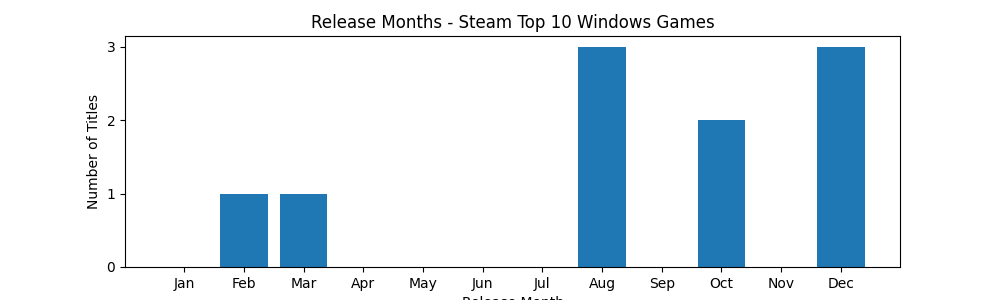 Release Months - Steam Top 10 Windows Games
Number of Titles
3
2
1
0
Jan Feb Mar Apr May Jun Jul Aug Sep Oct Nov Dec
Release Month